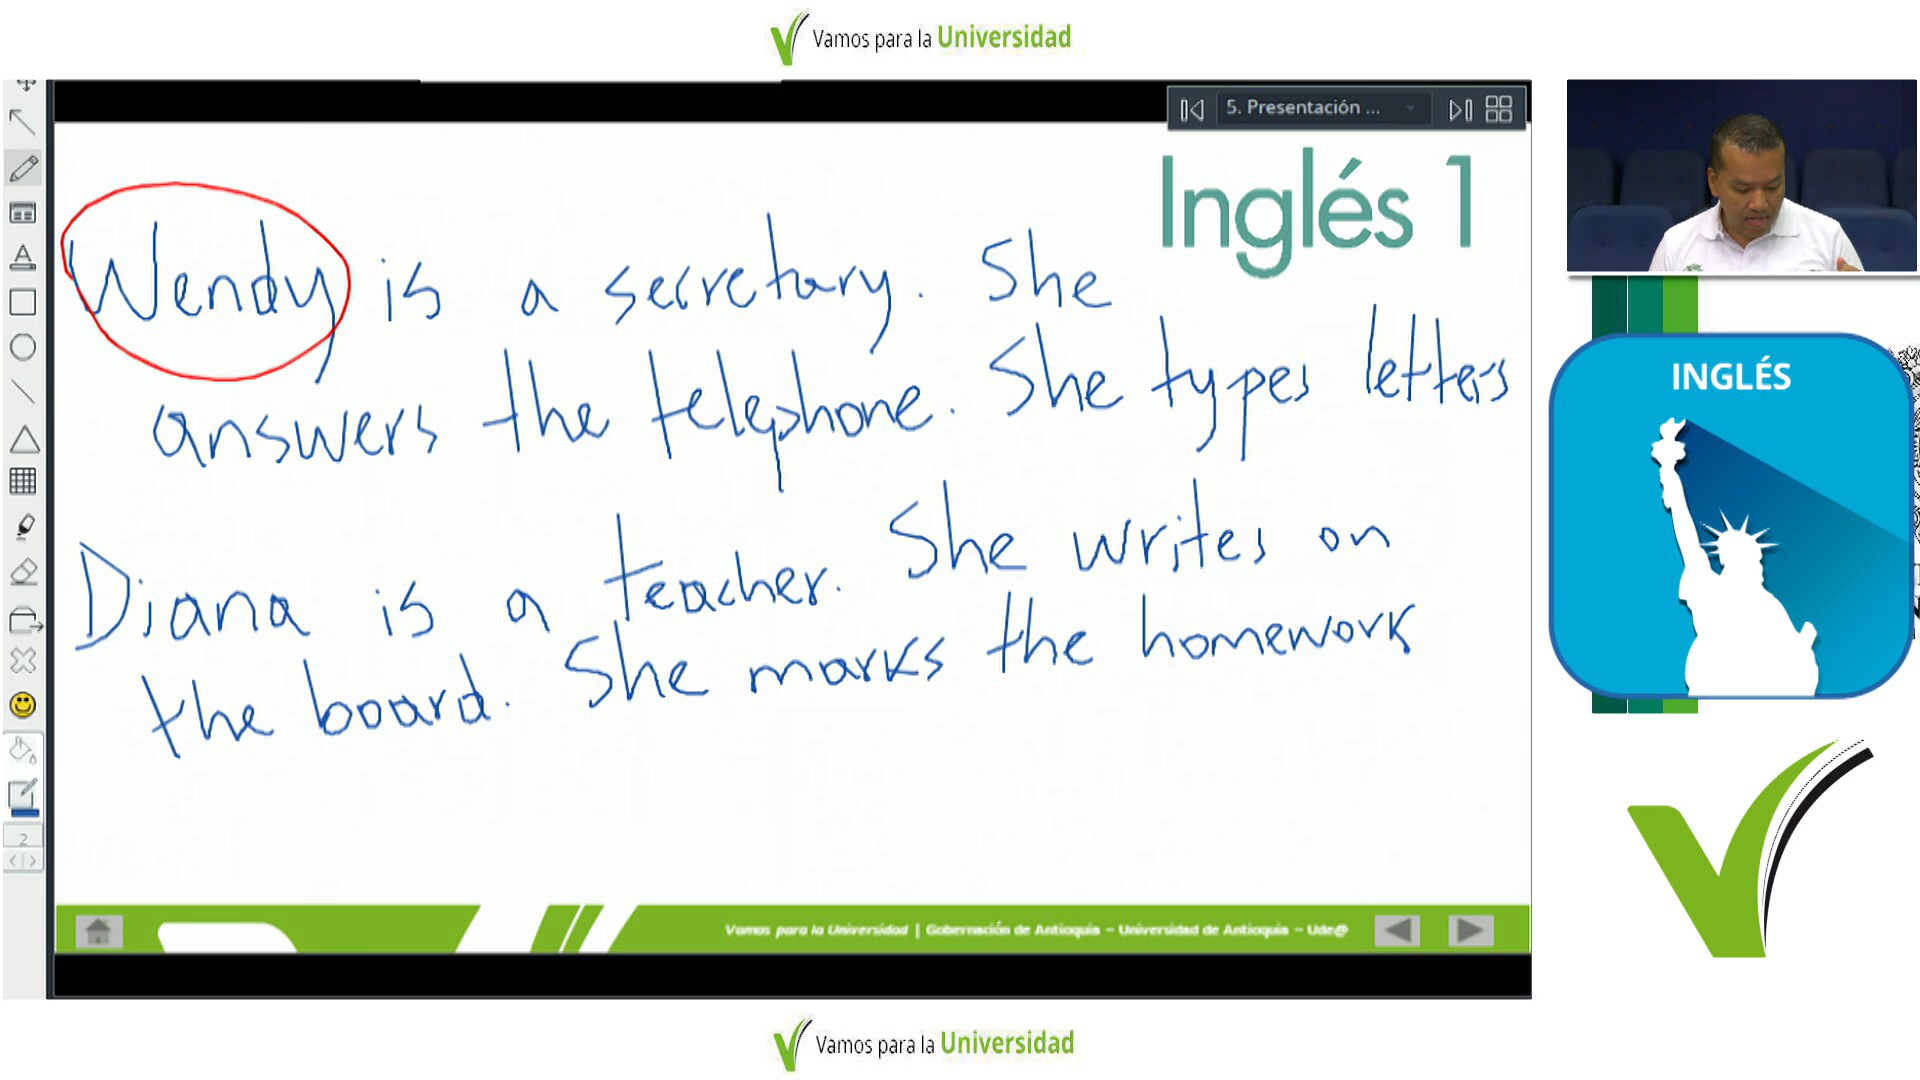 Vamos para la Universidad
5. Presentación ...
Inglés 1
Wendy is a secretary. She
answers the telephone. She types letters
Diana is a teacher. She writes on
the board. She marks the homework
INGLÉS
2
Vamos para la Universidad | Gobernación de Antioquia – Universidad de Antioquia – Ude@
Vamos para la Universidad